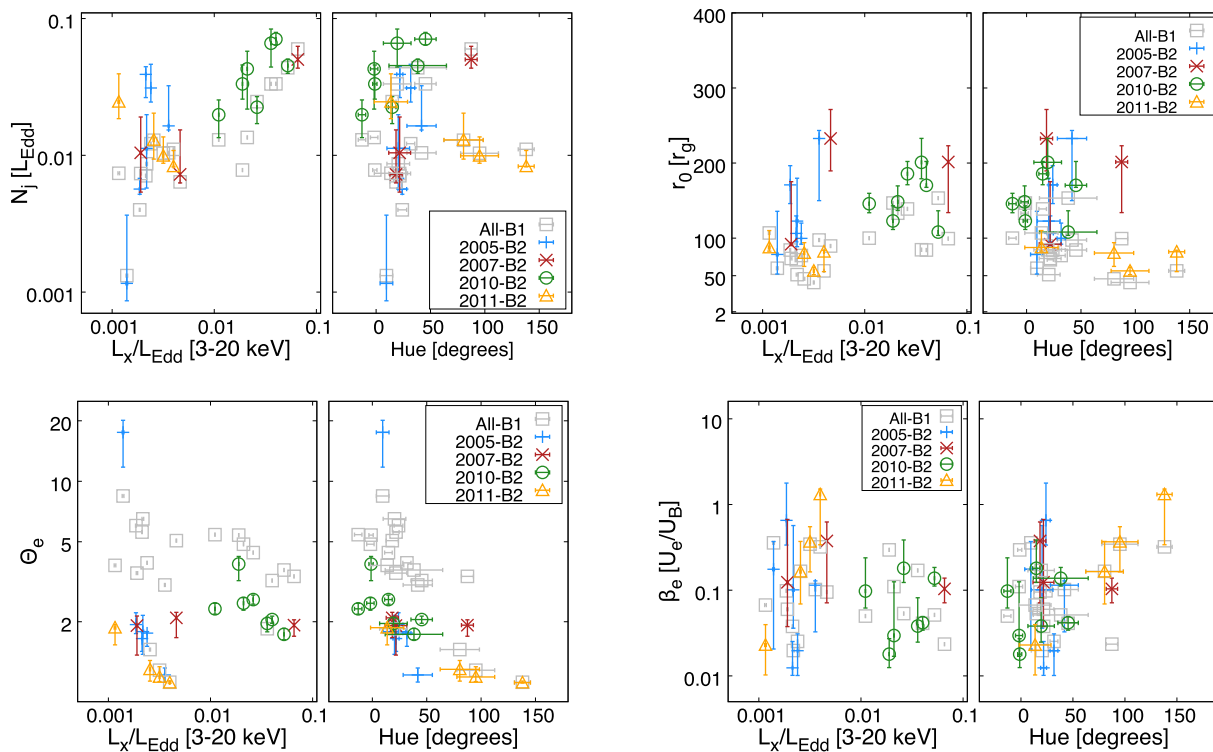 0.1
0.01
0.001
N_j [L_Edd]
All-B1
2005-B2
2007-B2
2010-B2
2011-B2
0.001 0.01 0.1 0 50 100 150
L_x/L_Edd [3-20 keV] Hue [degrees]
400
300
200
100
50
2
r_0 [r_g]
All-B1
2005-B2
2007-B2
2010-B2
2011-B2
0.001 0.01 0.1 0 50 100 150
L_x/L_Edd [3-20 keV] Hue [degrees]
20
10
5
2
Θ_e
All-B1
2005-B2
2007-B2
2010-B2
2011-B2
0.001 0.01 0.1 0 50 100 150
L_x/L_Edd [3-20 keV] Hue [degrees]
10
1
0.1
0.01
β_e [U_e/U_B]
All-B1
2005-B2
2007-B2
2010-B2
2011-B2
0.001 0.01 0.1 0 50 100 150
L_x/L_Edd [3-20 keV] Hue [degrees]